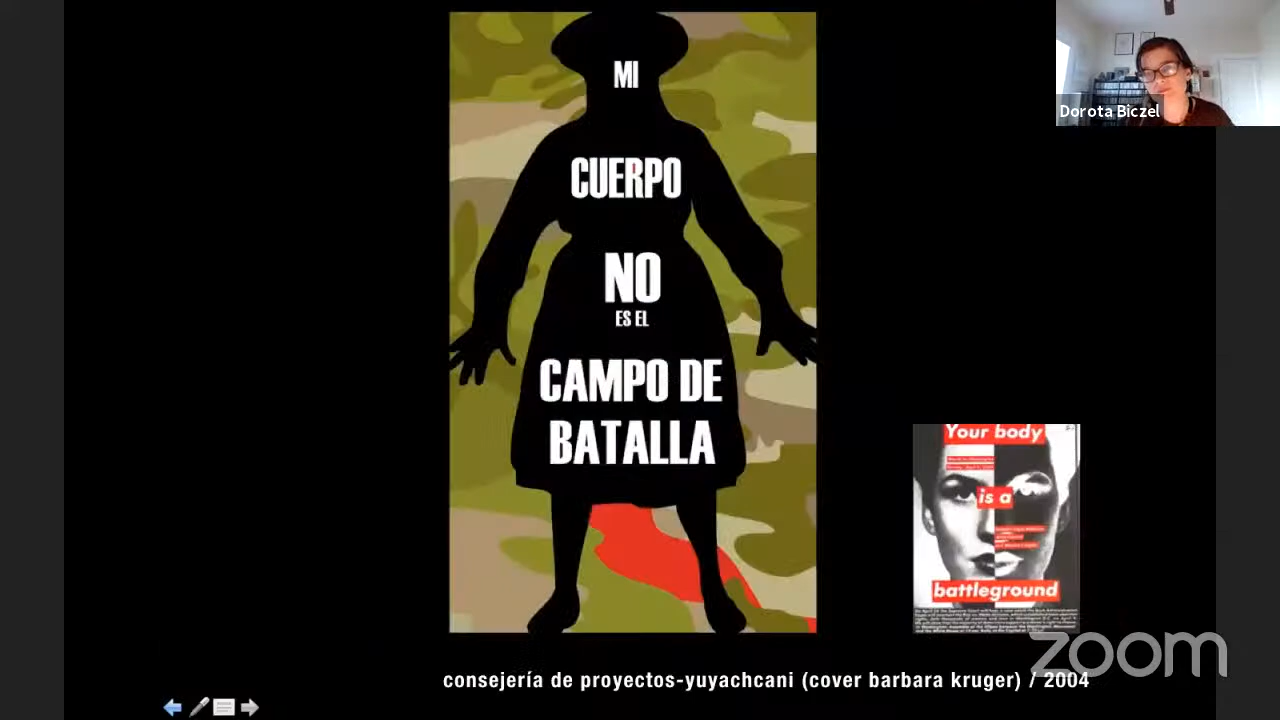 MI
CUERPO
NO
ES EL
CAMPO DE
BATALLA
Dorota Biczel
Your body
is a
battleground
zoom
consejería de proyectos-yuyachcani (cover barbara kruger) / 2004